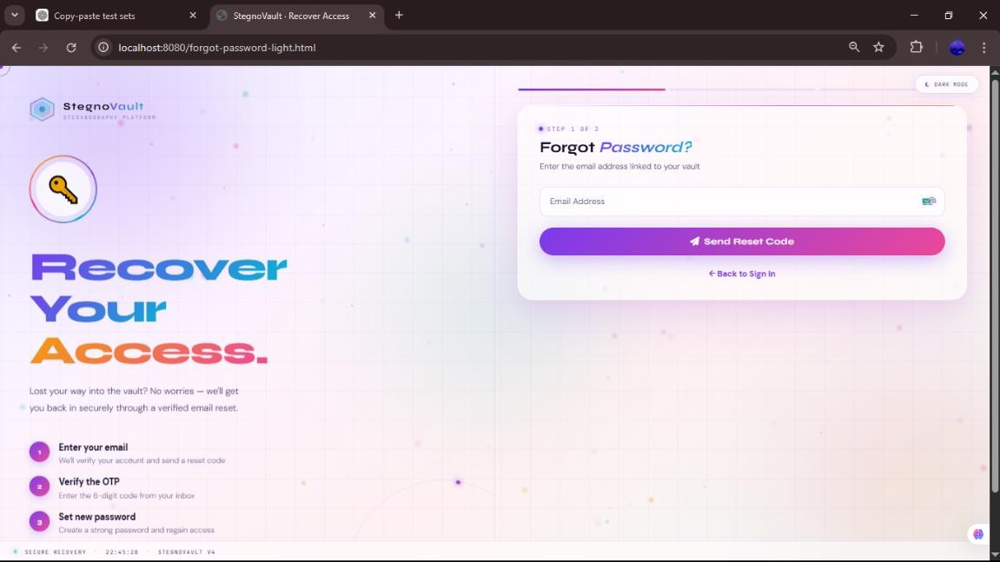 Copy-paste test sets
StegnoVault · Recover Access
localhost:8080/forgot-password-light.html
DARK MODE
StegnoVault
STEGANOGRAPHY PLATFORM
Recover
Your
Access.
Lost your way into the vault? No worries — we'll get
you back in securely through a verified email reset.
1
Enter your email
We'll verify your account and send a reset code
2
Verify the OTP
Enter the 6-digit code from your inbox
3
Set new password
Create a strong password and regain access
STEP 1 OF 3
Forgot Password?
Enter the email address linked to your vault
Email Address
Send Reset Code
← Back to Sign In
SECURE RECOVERY · 22:45:28 · STEGNOVAULT V4